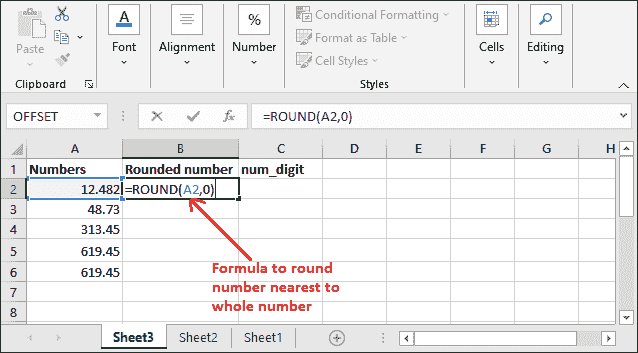 Paste
Clipboard
A
Font
Alignment
%
Number
Conditional Formatting
Format as Table
Cell Styles
Styles
Cells
Editing
OFFSET
fx
=ROUND(A2,0)
A B C D E F G H
1 Numbers Rounded number num_digit
2 12.482 =ROUND(A2,0)
3 48.73
4 313.45
5 619.45
6 619.45
7
8
Formula to round
number nearest to
whole number
Sheet3 Sheet2 Sheet1